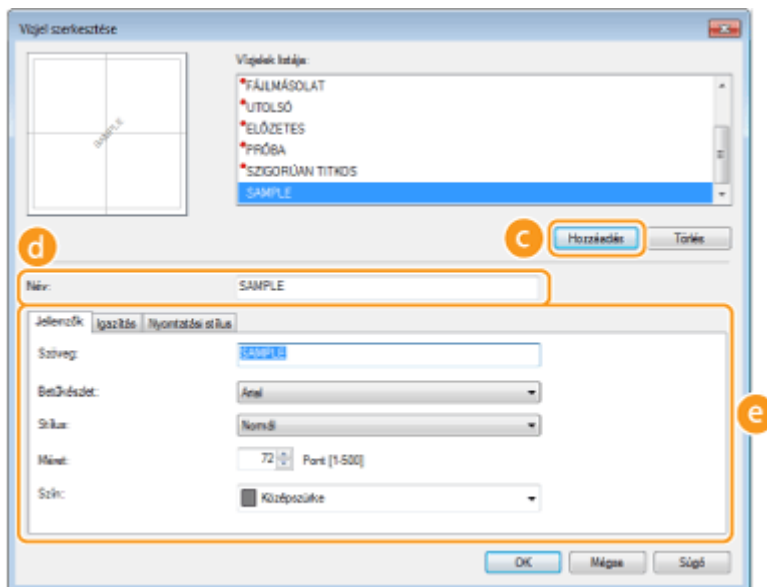 Vízjel szerkesztése
Vízjelek listája:
*FÁJLMÁSOLAT
*UTOLSÓ
*ELŐZETES
*PRÓBA
*SZIGORÚAN TITKOS
SAMPLE
SAMPLE
c Hozzáadás Törlés
d
Név: SAMPLE
Jellemzők Igazítás Nyomtatási stílus
Szöveg: SAMPLE
Betűkészlet: Arial
Stílus: Normál
e
Méret: 72 Pont [1-500]
Szín: Középszürke
OK Mégse Súgó